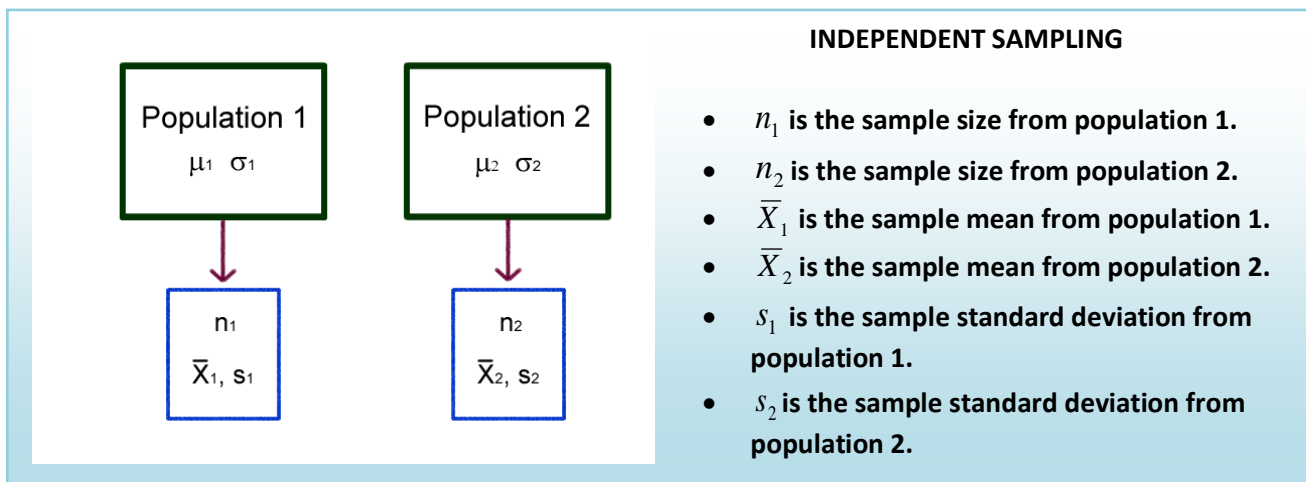 Population 1
μ₁ σ₁
n₁
X̅₁, s₁
Population 2
μ₂ σ₂
n₂
X̅₂, s₂
INDEPENDENT SAMPLING
• n₁ is the sample size from population 1.
• n₂ is the sample size from population 2.
• X̅₁ is the sample mean from population 1.
• X̅₂ is the sample mean from population 2.
• s₁ is the sample standard deviation from
population 1.
• s₂ is the sample standard deviation from
population 2.